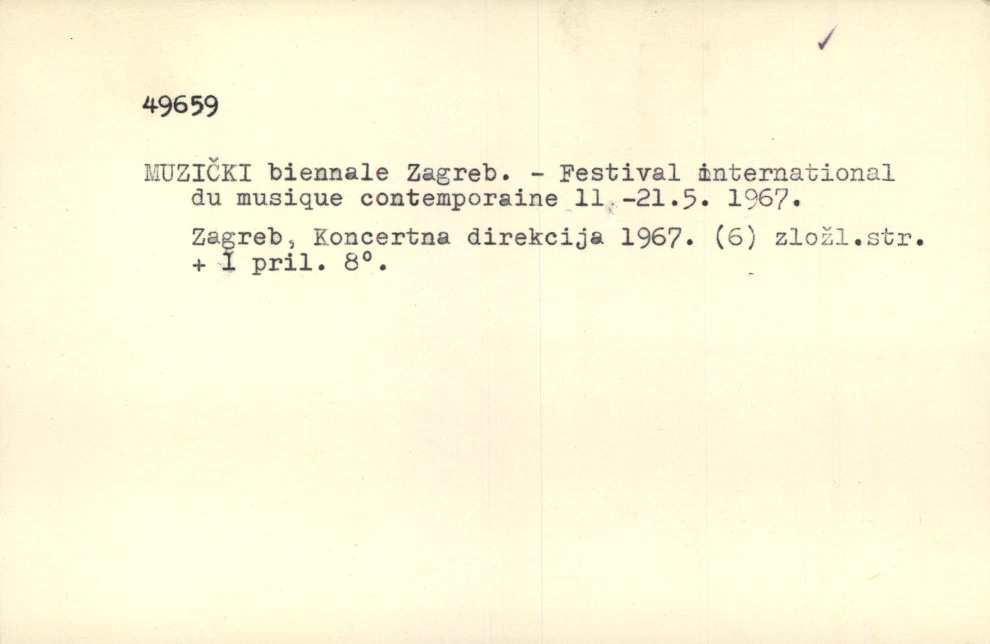 49659
MUZIČKI biennale Zagreb. - Festival international
du musique contemporaine 11.-21.5. 1967.
Zagreb, Koncertna direkcija 1967. (6) zložl.str.
+ I pril. 8°.